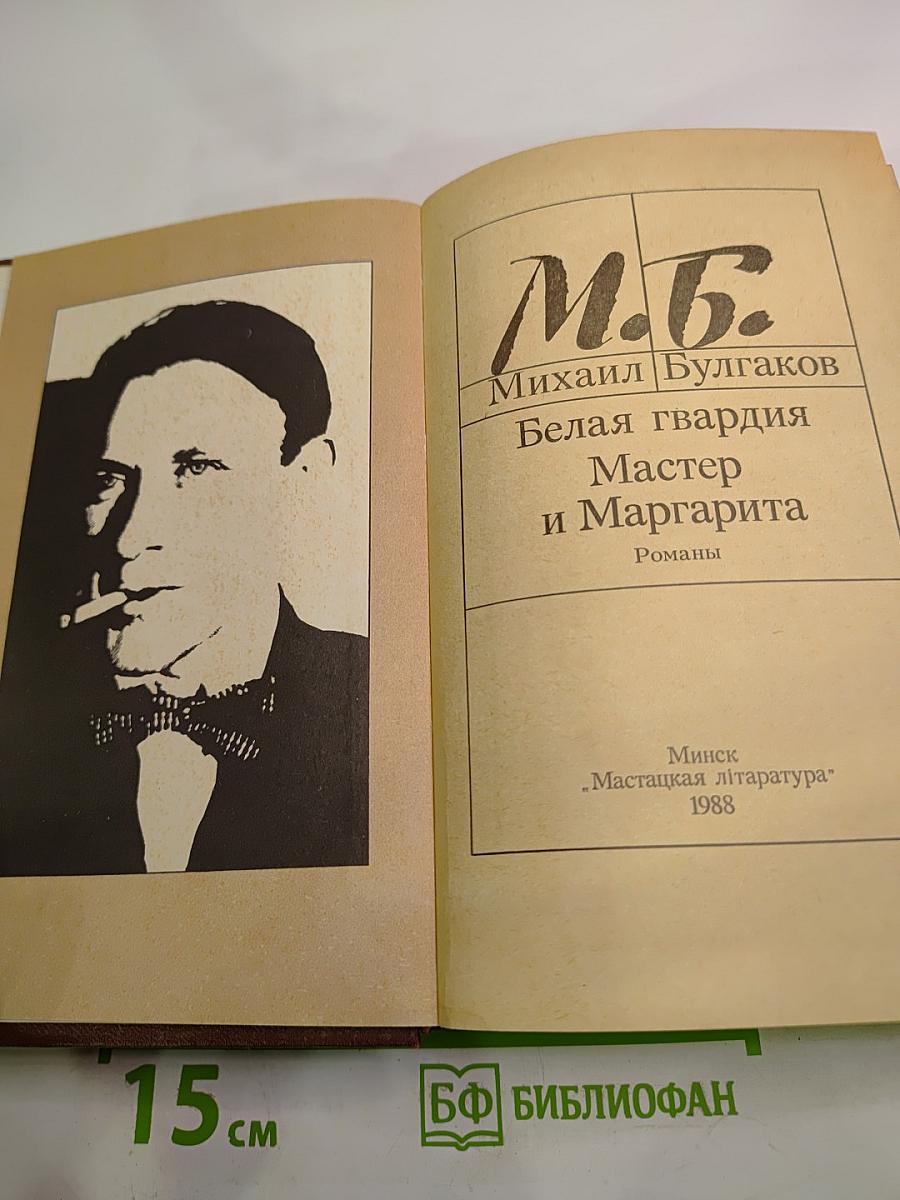 М.Б.
Михаил Булгаков
Белая гвардия
Мастер
и Маргарита
Романы
Минск
„Мастацкая літаратура”
1988
15 см
БФ БИБЛИОФАН